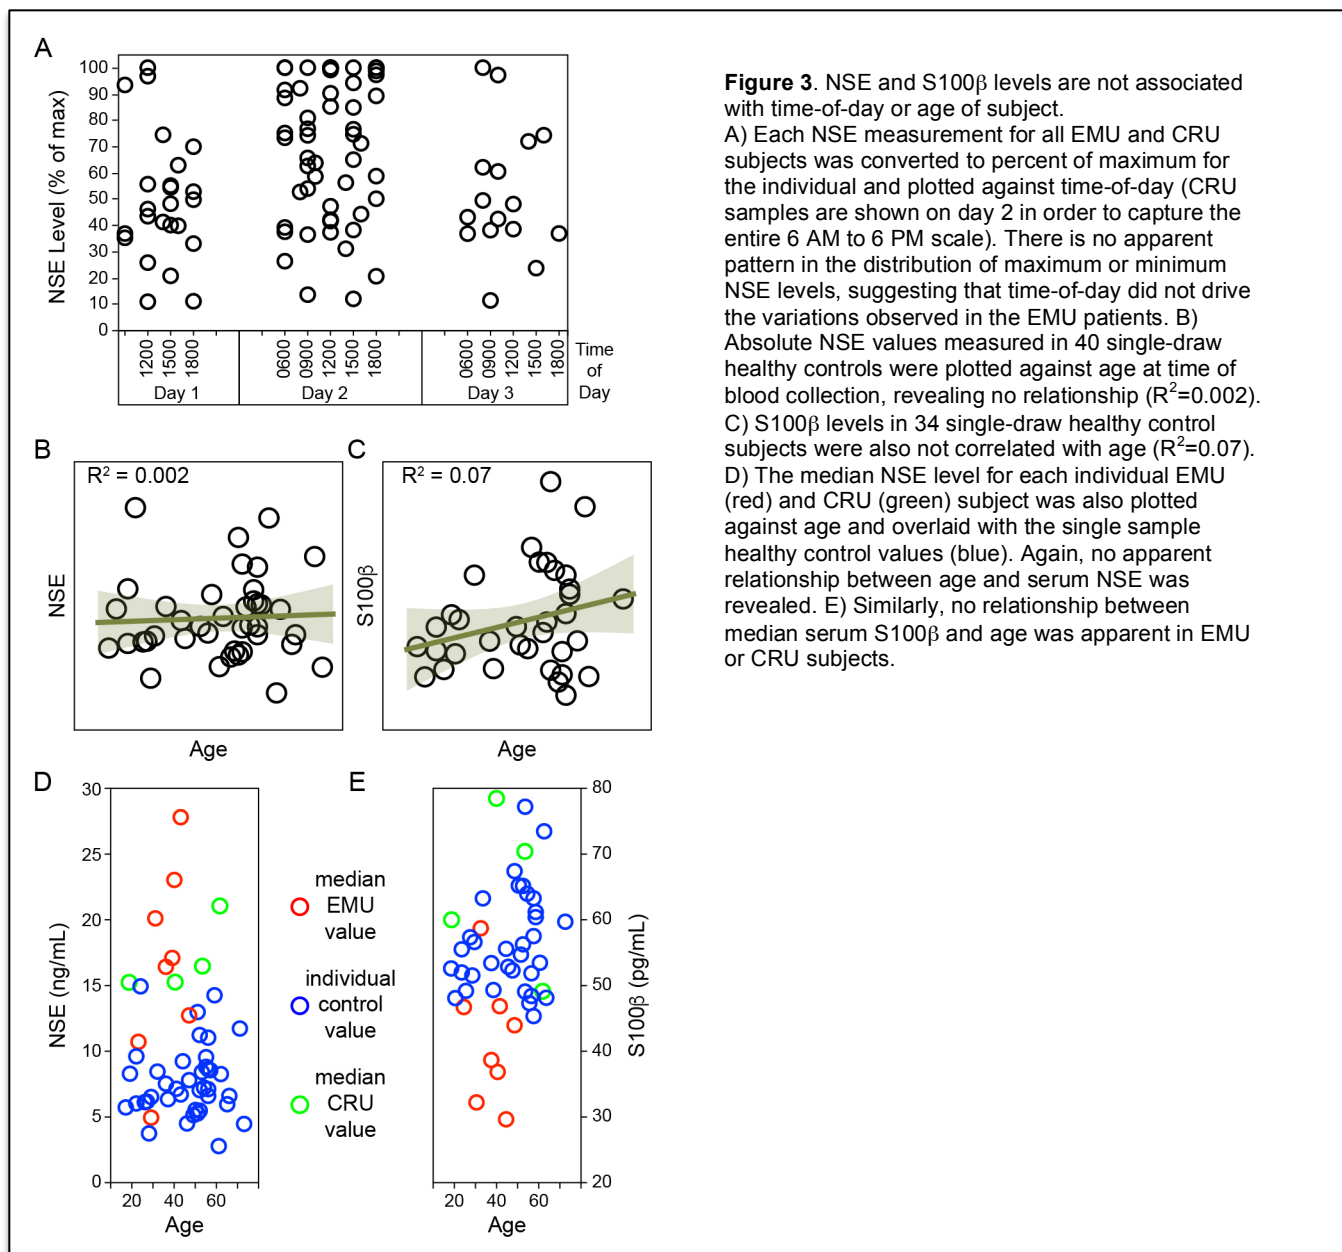 A
100
90
80
70
60
50
40
30
20
10
0
NSE Level (% of max)
1200
1500
1800
0600
0900
1200
1500
1800
0600
0900
1200
1500
1800
Time
of
Day
Day 1
Day 2
Day 3
B
R² = 0.002
NSE
Age
C
R² = 0.07
S100β
Age
D
30
25
20
15
10
5
0
NSE (ng/mL)
20 40 60
Age
median
EMU
value
individual
control
value
median
CRU
value
E
80
70
60
50
40
30
20
S100β (pg/mL)
20 40 60
Age
Figure 3. NSE and S100β levels are not associated
with time-of-day or age of subject.
A) Each NSE measurement for all EMU and CRU
subjects was converted to percent of maximum for
the individual and plotted against time-of-day (CRU
samples are shown on day 2 in order to capture the
entire 6 AM to 6 PM scale). There is no apparent
pattern in the distribution of maximum or minimum
NSE levels, suggesting that time-of-day did not drive
the variations observed in the EMU patients. B)
Absolute NSE values measured in 40 single-draw
healthy controls were plotted against age at time of
blood collection, revealing no relationship (R²=0.002).
C) S100β levels in 34 single-draw healthy control
subjects were also not correlated with age (R²=0.07).
D) The median NSE level for each individual EMU
(red) and CRU (green) subject was also plotted
against age and overlaid with the single sample
healthy control values (blue). Again, no apparent
relationship between age and serum NSE was
revealed. E) Similarly, no relationship between
median serum S100β and age was apparent in EMU
or CRU subjects.